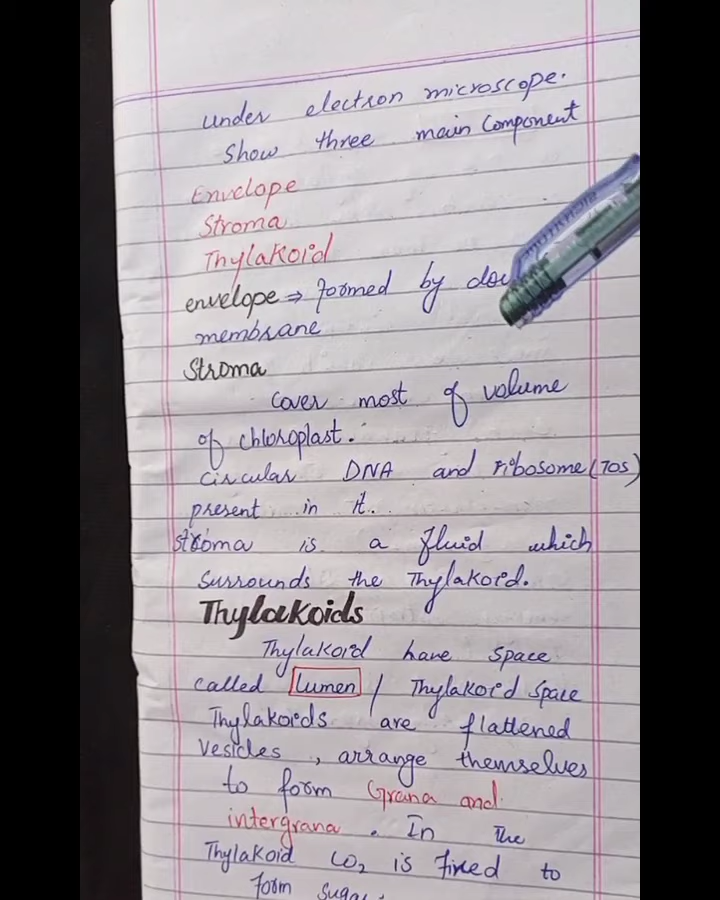 under electron microscope.
Show three main Component
Envelope
Stroma
Thylakoid
envelope ⇒ formed by
membrane
Stroma
cover most of volume
of chloroplast.
circular DNA and ribosome (70s)
present in it.
stroma is a fluid which
surrounds the Thylakoid.
Thylakoids
Thylakoid have space
called lumen / Thylakoid space
Thylakoids are flattened
vesicles, arrange themselves
to form Grana and
intergrana. In the
Thylakoid CO₂ is fixed to
form sugar.